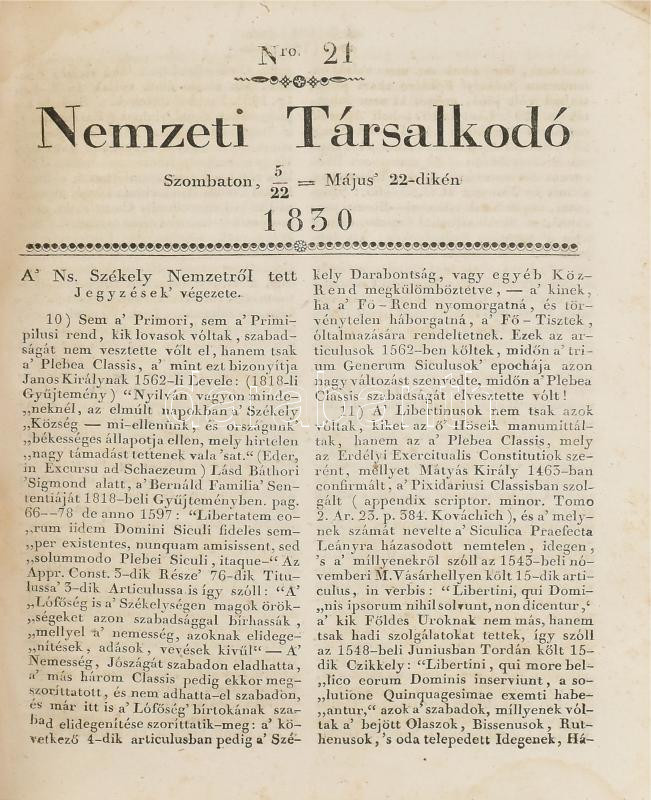 Nro. 21
Nemzeti Társalkodó
Szombaton, 5/22 = Május' 22-dikén
1830
A' Ns. Székely Nemzetről tett
Jegyzések' végezete.
10) Sem a' Primori, sem a' Primi-
pilusi rend, kik lovasok vóltak, szabad-
ságát nem vesztette vólt el, hanem tsak
a' Plebea Classis, a' mint ezt bizonyítja
Janos Királynak 1562-li Levele: (1818-li
Gyűjtemény) "Nyilván vagyon minde-
„neknél, az elmúlt napokban a' Székely
„Község — mi-ellenünk, és országunk'
„békességes állapotja ellen, mely hirtelen
„nagy támadást tettenek vala 'sat." (Eder,
in Excursu ad Schaezeum) Lásd Báthori
'Sigmond alatt, a' Bernáld Familia' Sen-
tentiáját 1818-beli Gyűjteményben. pag.
66—78 de anno 1597: "Libertatem eo-
„rum iidem Domini Siculi fideles sem-
„per existentes, nunquam amisissent, sed
„solummodo Plebei Siculi, itaque-" Az
Appr. Const. 3-dik Része' 76-dik Titu-
lussa' 3-dik Articulussa is így szóll: "A'
„Lófőség is a' Székelységen magok örök-
„ségeket azon szabadsággal bírhassák,
„mellyel a' nemesség, azoknak elidege-
„nítések, adások, vevések kivűl" — A'
Nemesség, Jószágát szabadon eladhatta,
a' más három Classis pedig ekkor meg-
szoríttatott, és nem adhatta-el szabadon,
és már itt is a' Lófőség' bírtokának sza-
bad elidegenítése szoríttatik-meg: a' kö-
vetkező 4-dik articulusban pedig a' Szé-
kely Darabontság, vagy egyéb Köz-
Rend megkülömböztetve, — a' kinek,
ha a' Fő-Rend nyomorgatná, és tör-
vénytelen háborgatná, a' Fő-Tisztek,
óltalmazására rendeltetnek. Ezek az ar-
ticulusok 1562-ben költek, midőn a' tri-
um Generum Siculusok' epochája azon
nagy változást szenvedte, midőn a' Plebea
Classis szabadságát elvesztette vólt!
11) A' Libertinusok nem tsak azok
vóltak, kiket az ő Hőseik manumittál-
tak, hanem az a' Plebea Classis, mely
az Erdélyi Exercitualis Constitutiok sze-
rént, mellyet Mátyás Király 1463-ban
confirmált, a' Pixidariusi Classisban szol-
gált ( appendix scriptor. minor. Tomo
2. Ar. 23. p. 384. Kováchich), és a' mely-
nek számát nevelte a' Siculica Praefecta
Leányra házasodott nemtelen, idegen,
's a' míllyenekről szóll az 1543-beli nó-
vemberi M.Vásárhellyen költ 15-dik arti-
culus, in verbis: "Libertini, qui Domi-
„nis ipsorum nihil solvunt, non dicentur,'
a' kik Földes Uroknak nem más, hanem
tsak hadi szolgálatokat tettek, így szóll
az 1548-beli Juniusban Tordán költ 15-
dik Czikkely: "Libertini, qui more bel-
„lico eorum Dominis inserviunt, a so-
„lutione Quinquagesimae exemti habe-
„antur," azok a' szabadok, míllyenek vól-
tak a' bejött Olaszok, Bissenusok, Rut-
henusok, 's oda telepedett Idegenek, Há-